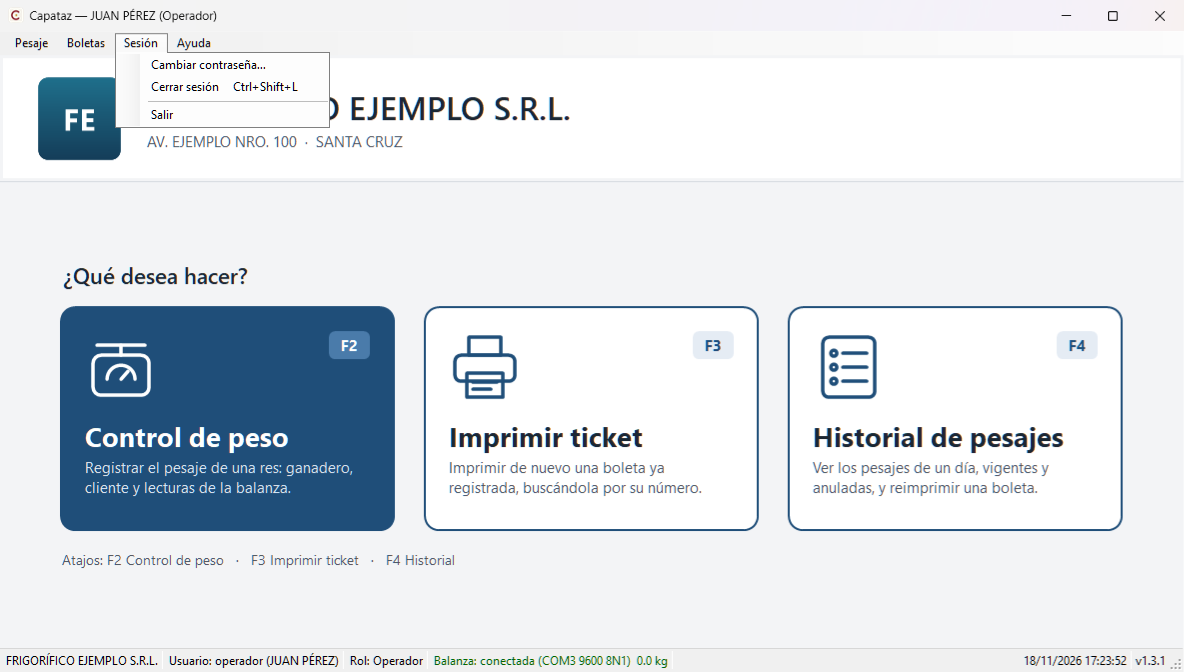 Capataz — JUAN PÉREZ (Operador)
Pesaje Boletas Sesión Ayuda
Cambiar contraseña...
Cerrar sesión Ctrl+Shift+L
Salir
FE
EJEMPLO S.R.L.
AV. EJEMPLO NRO. 100 · SANTA CRUZ
¿Qué desea hacer?
F2
Control de peso
Registrar el pesaje de una res: ganadero,
cliente y lecturas de la balanza.
F3
Imprimir ticket
Imprimir de nuevo una boleta ya
registrada, buscándola por su número.
F4
Historial de pesajes
Ver los pesajes de un día, vigentes y
anuladas, y reimprimir una boleta.
Atajos: F2 Control de peso · F3 Imprimir ticket · F4 Historial
FRIGORÍFICO EJEMPLO S.R.L. Usuario: operador (JUAN PÉREZ) Rol: Operador Balanza: conectada (COM3 9600 8N1) 0.0 kg 18/11/2026 17:23:52 v1.3.1